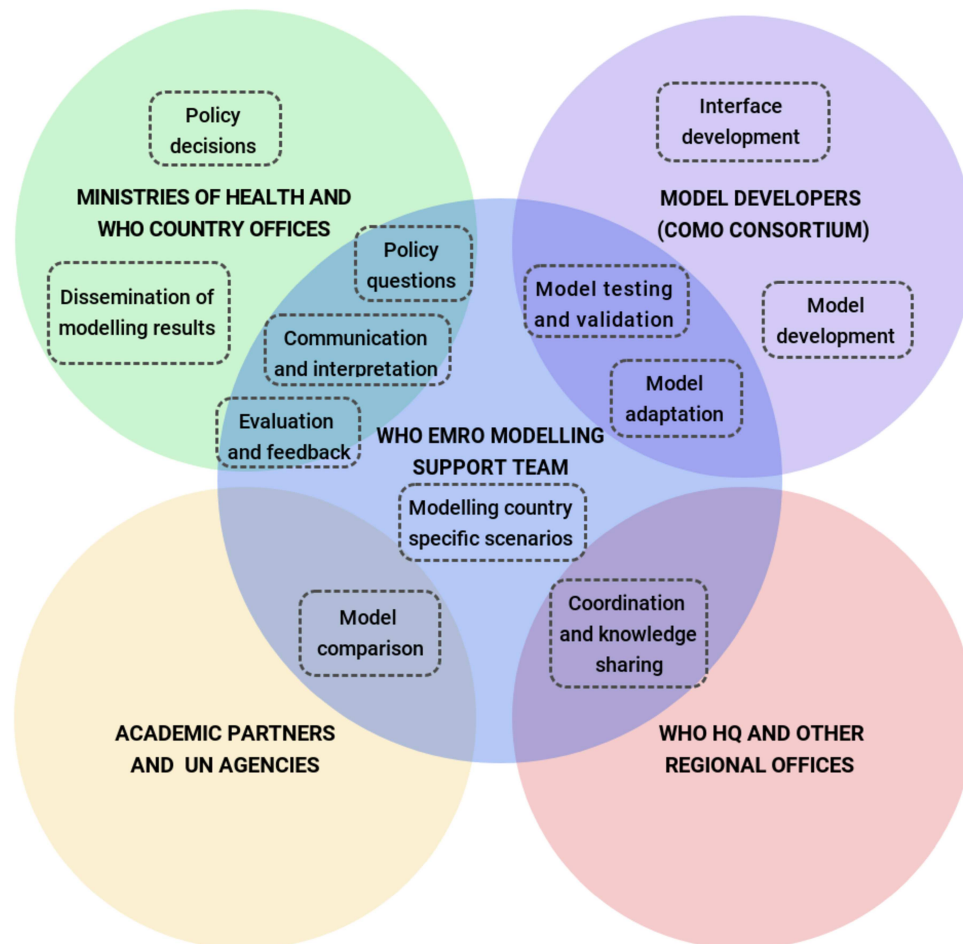 Policy
decisions
MINISTRIES OF HEALTH AND
WHO COUNTRY OFFICES
Dissemination of
modelling results
Policy
questions
Communication
and interpretation
Evaluation
and feedback
Interface
development
MODEL DEVELOPERS
(COMO CONSORTIUM)
Model testing
and validation
Model
development
Model
adaptation
WHO EMRO MODELLING
SUPPORT TEAM
Modelling country
specific scenarios
Model
comparison
Coordination
and knowledge
sharing
ACADEMIC PARTNERS
AND UN AGENCIES
WHO HQ AND OTHER
REGIONAL OFFICES